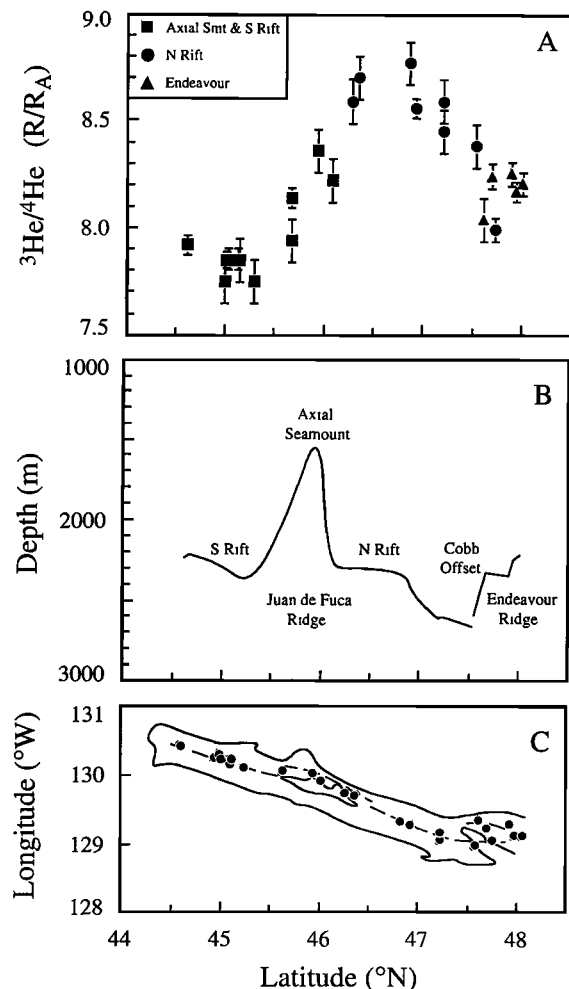 Axial Smt & S Rift
N Rift
Endeavour
A
³He/⁴He (R/R_A)
9.0
8.5
8.0
7.5
B
Axial
Seamount
S Rift
N Rift
Cobb
Offset
Juan de Fuca
Ridge
Endeavour
Ridge
Depth (m)
1000
2000
3000
C
Longitude (°W)
131
130
129
128
44
45
46
47
48
Latitude (°N)